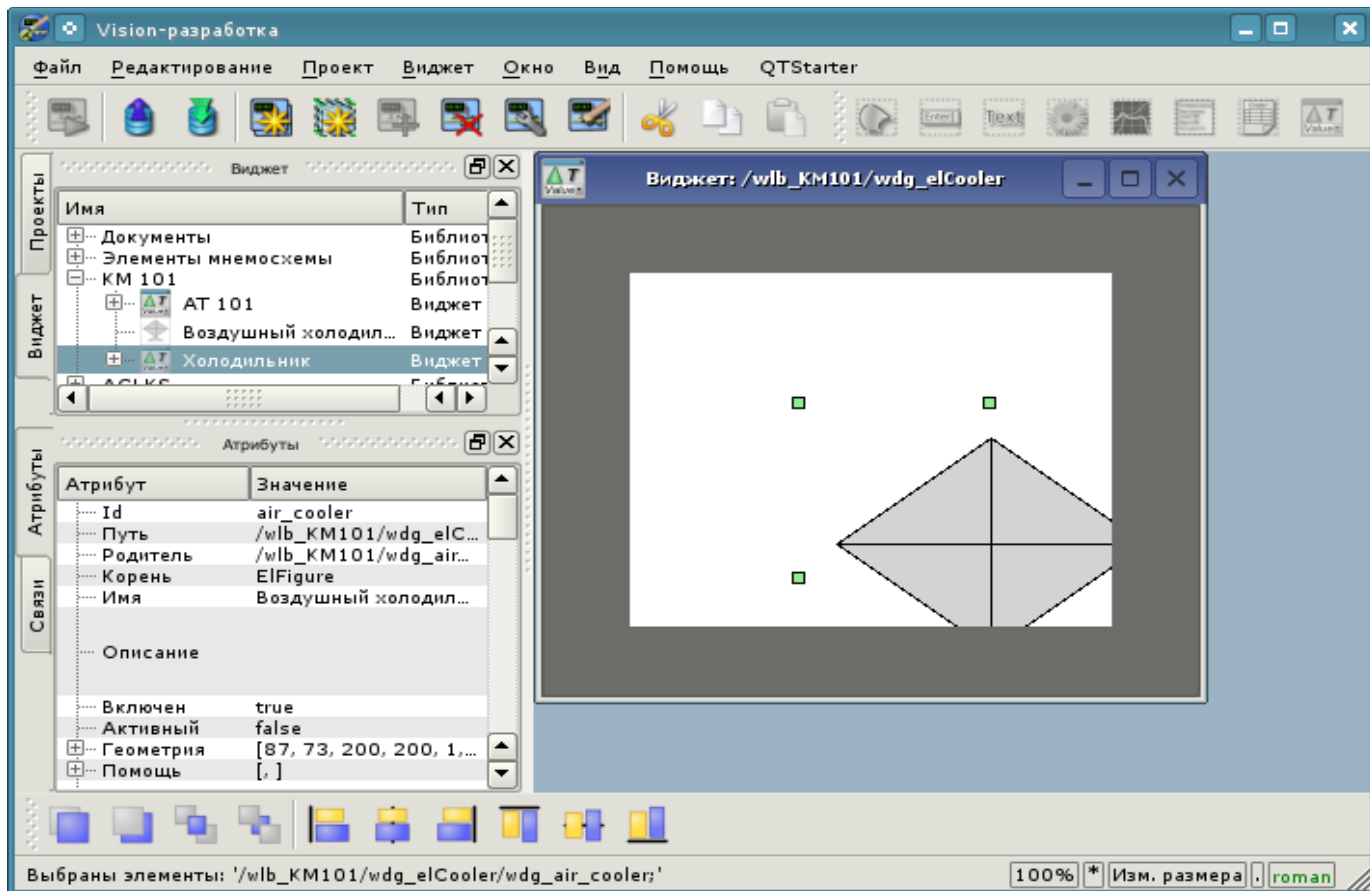 Vision-разработка
Файл Редактирование Проект Виджет Окно Вид Помощь QTStarter
Проекты
Виджет
Виджет
Имя Тип
Документы Библиот
Элементы мнемосхемы Библиот
КМ 101 Библиот
АТ 101 Виджет
Воздушный холодил... Виджет
Холодильник Виджет
Атрибуты
Связи
Атрибуты
Атрибут Значение
Id air_cooler
Путь /wlb_KM101/wdg_elC...
Родитель /wlb_KM101/wdg_air...
Корень ElFigure
Имя Воздушный холодил...
Описание
Включен true
Активный false
Геометрия [87, 73, 200, 200, 1,...
Помощь [, ]
Виджет: /wlb_KM101/wdg_elCooler
Выбраны элементы: '/wlb_KM101/wdg_elCooler/wdg_air_cooler;'
100% * Изм. размера . roman